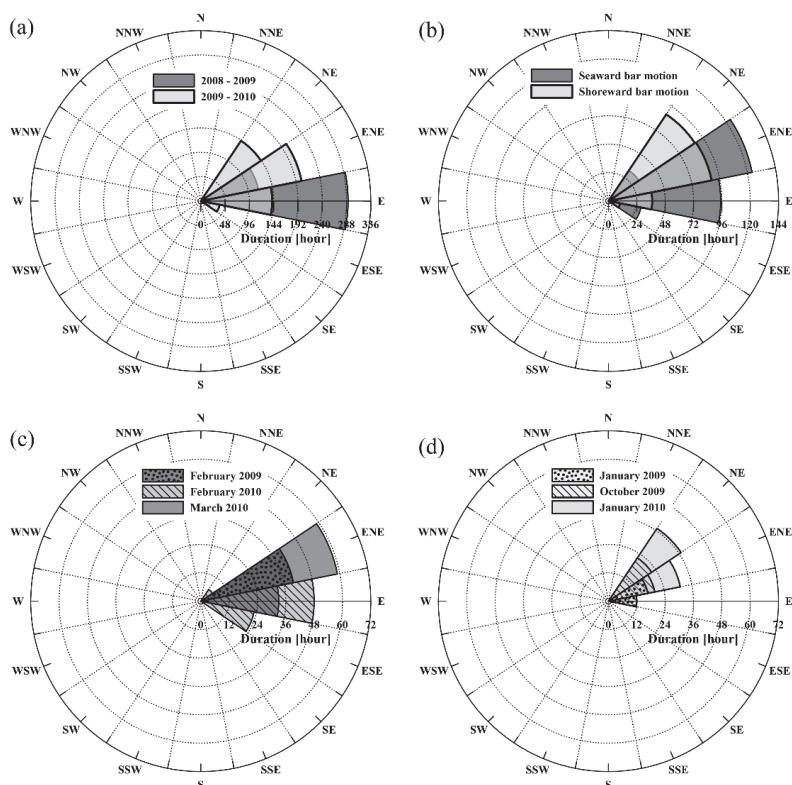 (a)
N
NNW
NNE
NW
NE
2008 - 2009
2009 - 2010
WNW
ENE
W
E
0 48 96 144 192 240 288 336
Duration [hour]
WSW
ESE
SW
SE
SSW
SSE
S
(b)
N
NNW
NNE
NW
NE
Seaward bar motion
Shoreward bar motion
WNW
ENE
W
E
0 24 48 72 96 120 144
Duration [hour]
WSW
ESE
SW
SE
SSW
SSE
S
(c)
N
NNW
NNE
NW
NE
February 2009
February 2010
March 2010
WNW
ENE
W
E
0 12 24 36 48 60 72
Duration [hour]
WSW
ESE
SW
SE
SSW
SSE
S
(d)
N
NNW
NNE
NW
NE
January 2009
October 2009
January 2010
WNW
ENE
W
E
0 12 24 36 48 60 72
Duration [hour]
WSW
ESE
SW
SE
SSW
SSE
S